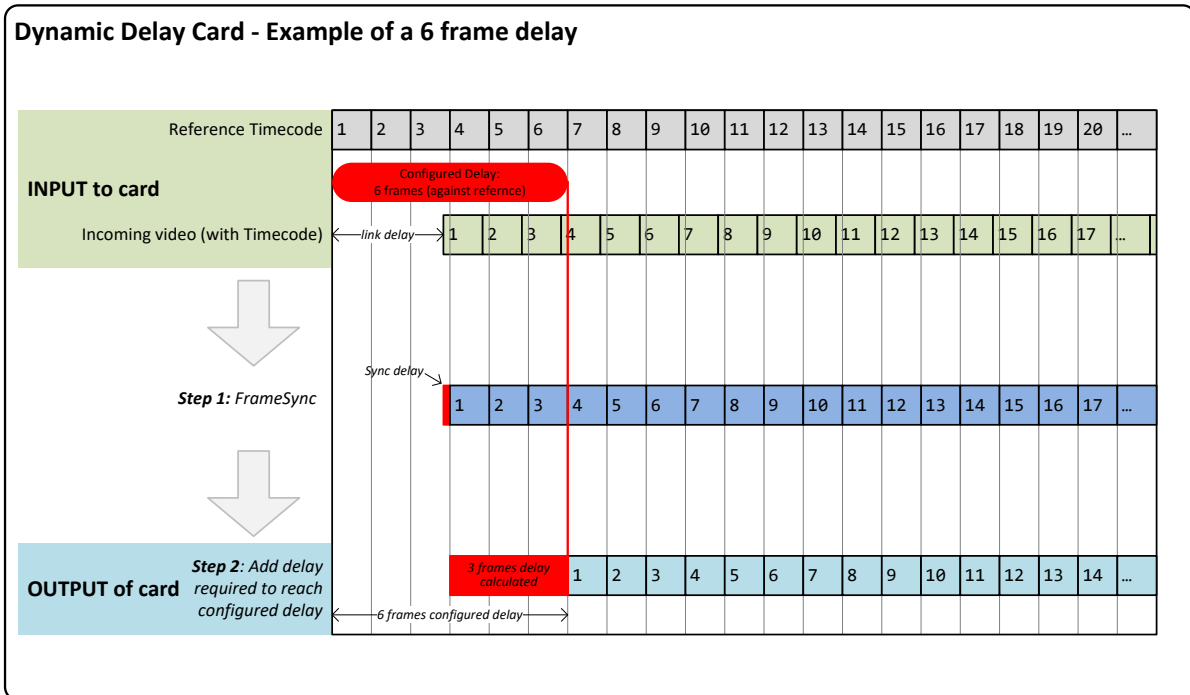 Dynamic Delay Card - Example of a 6 frame delay
Reference Timecode 1 2 3 4 5 6 7 8 9 10 11 12 13 14 15 16 17 18 19 20 …
INPUT to card
Configured Delay:
6 frames (against refernce)
Incoming video (with Timecode) link delay 1 2 3 4 5 6 7 8 9 10 11 12 13 14 15 16 17 …
Sync delay
Step 1: FrameSync 1 2 3 4 5 6 7 8 9 10 11 12 13 14 15 16 17 …
OUTPUT of card
Step 2: Add delay
required to reach
configured delay
3 frames delay
calculated
1 2 3 4 5 6 7 8 9 10 11 12 13 14 …
6 frames configured delay